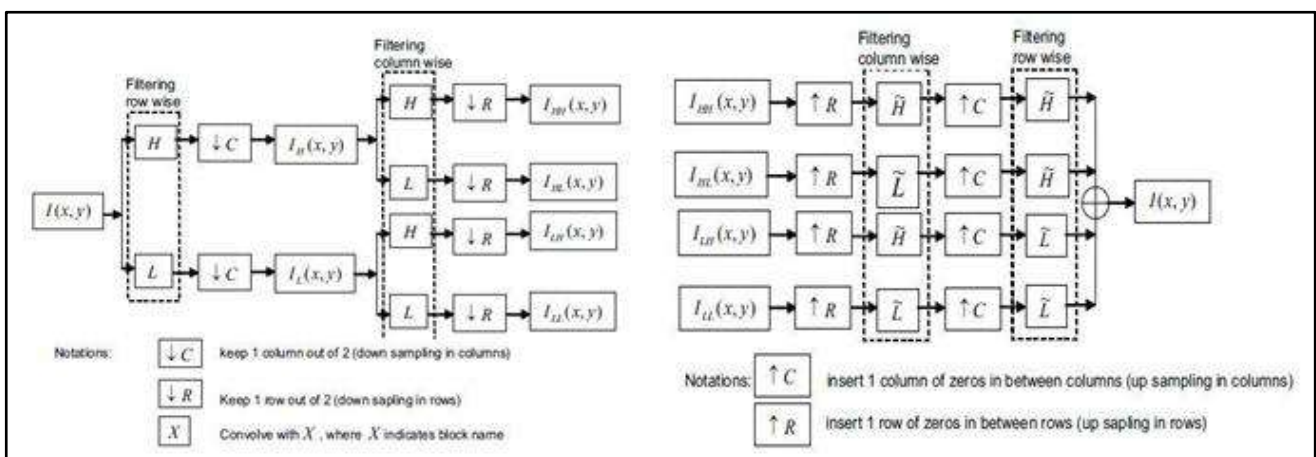 Filtering
row wise
Filtering
column wise
I(x, y)
H
↓ C
I_H(x, y)
L
↓ C
I_L(x, y)
H
↓ R
I_HH(x, y)
L
↓ R
I_HL(x, y)
H
↓ R
I_LH(x, y)
L
↓ R
I_LL(x, y)
Notations:
↓ C keep 1 column out of 2 (down sampling in columns)
↓ R Keep 1 row out of 2 (down sapling in rows)
X Convolve with X, where X indicates block name
Filtering
column wise
Filtering
row wise
I_HH(x, y) ↑ R H̃ ↑ C H̃
I_HL(x, y) ↑ R L̃ ↑ C H̃
I_LH(x, y) ↑ R H̃ ↑ C L̃
I_LL(x, y) ↑ R L̃ ↑ C L̃
I(x, y)
Notations: ↑ C insert 1 column of zeros in between columns (up sampling in columns)
↑ R insert 1 row of zeros in between rows (up sapling in rows)